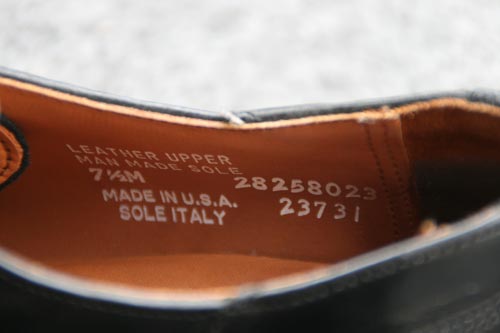 LEATHER UPPER
MAN MADE SOLE
7½M 28258023
MADE IN U.S.A. 23731
SOLE ITALY